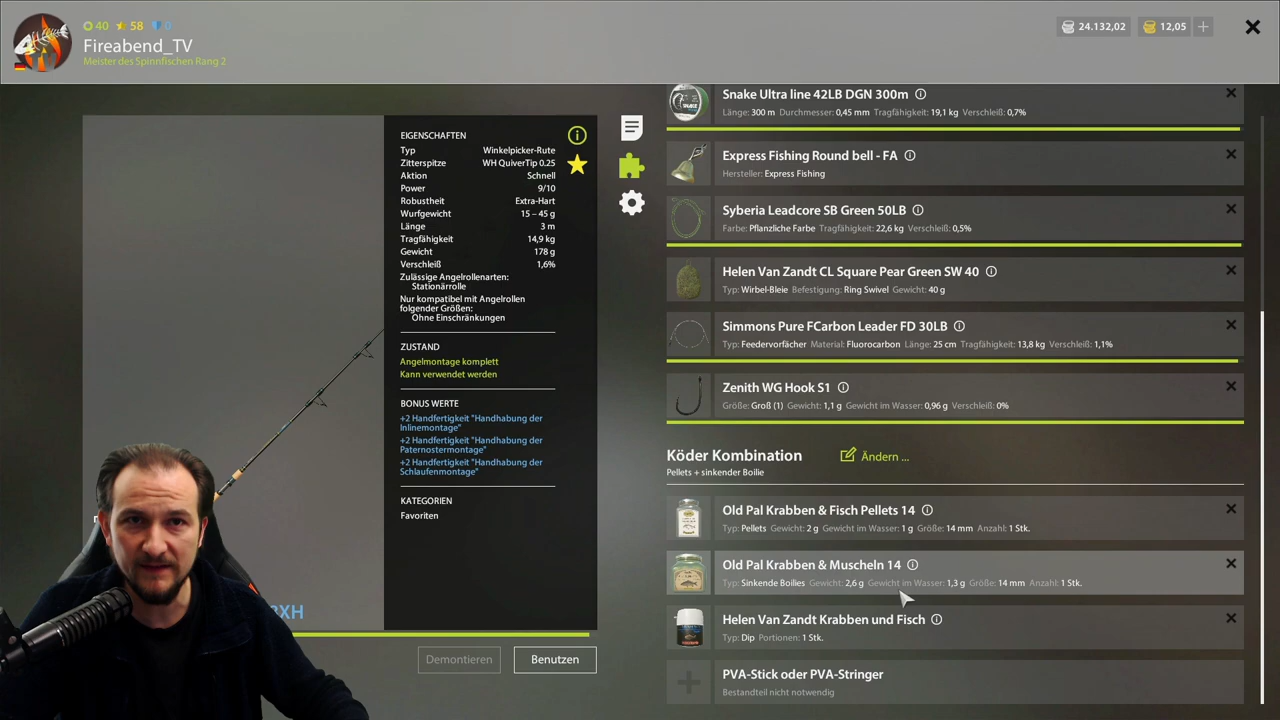 40 58 0
Fireabend_TV
Meister des Spinnfischen Rang 2
24.132,02
12,05
EIGENSCHAFTEN
Typ Winkelpicker-Rute
Zitterspitze WH QuiverTip 0.25
Aktion Schnell
Power 9/10
Robustheit Extra-Hart
Wurfgewicht 15 – 45 g
Länge 3 m
Tragfähigkeit 14,9 kg
Gewicht 178 g
Verschleiß 1,6%
Zulässige Angelrollenarten:
Stationärrolle
Nur kompatibel mit Angelrollen
folgender Größen:
Ohne Einschränkungen
ZUSTAND
Angelmontage komplett
Kann verwendet werden
BONUS WERTE
+2 Handfertigkeit "Handhabung der
Inlinemontage"
+2 Handfertigkeit "Handhabung der
Paternostermontage"
+2 Handfertigkeit "Handhabung der
Schlaufenmontage"
KATEGORIEN
Favoriten
XH
Demontieren
Benutzen
Snake Ultra line 42LB DGN 300m
Länge: 300 m Durchmesser: 0,45 mm Tragfähigkeit: 19,1 kg Verschleiß: 0,7%
Express Fishing Round bell - FA
Hersteller: Express Fishing
Syberia Leadcore SB Green 50LB
Farbe: Pflanzliche Farbe Tragfähigkeit: 22,6 kg Verschleiß: 0,5%
Helen Van Zandt CL Square Pear Green SW 40
Typ: Wirbel-Bleie Befestigung: Ring Swivel Gewicht: 40 g
Simmons Pure FCarbon Leader FD 30LB
Typ: Feedervorfächer Material: Fluorocarbon Länge: 25 cm Tragfähigkeit: 13,8 kg Verschleiß: 1,1%
Zenith WG Hook S1
Größe: Groß (1) Gewicht: 1,1 g Gewicht im Wasser: 0,96 g Verschleiß: 0%
Köder Kombination
Ändern ...
Pellets + sinkender Boilie
Old Pal Krabben & Fisch Pellets 14
Typ: Pellets Gewicht: 2 g Gewicht im Wasser: 1 g Größe: 14 mm Anzahl: 1 Stk.
Old Pal Krabben & Muscheln 14
Typ: Sinkende Boilies Gewicht: 2,6 g Gewicht im Wasser: 1,3 g Größe: 14 mm Anzahl: 1 Stk.
Helen Van Zandt Krabben und Fisch
Typ: Dip Portionen: 1 Stk.
PVA-Stick oder PVA-Stringer
Bestandteil nicht notwendig